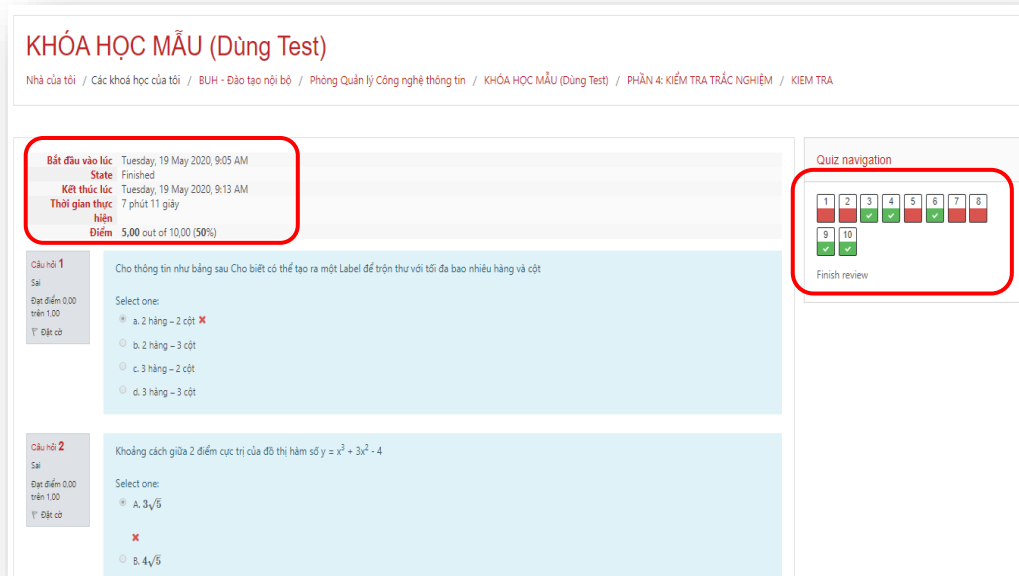 KHÓA HỌC MẪU (Dùng Test)
Nhà của tôi / Các khoá học của tôi / BUH - Đào tạo nội bộ / Phòng Quản lý Công nghệ thông tin / KHÓA HỌC MẪU (Dùng Test) / PHẦN 4: KIỂM TRA TRẮC NGHIỆM / KIEM TRA
Bắt đầu vào lúc Tuesday, 19 May 2020, 9:05 AM
State Finished
Kết thúc lúc Tuesday, 19 May 2020, 9:13 AM
Thời gian thực hiện 7 phút 11 giây
Điểm 5,00 out of 10,00 (50%)
Câu hỏi 1
Sai
Đạt điểm 0,00
trên 1,00
Đặt cờ
Cho thông tin như bảng sau Cho biết có thể tạo ra một Label để trộn thư với tối đa bao nhiêu hàng và cột
Select one:
a. 2 hàng – 2 cột
b. 2 hàng – 3 cột
c. 3 hàng – 2 cột
d. 3 hàng – 3 cột
Câu hỏi 2
Sai
Đạt điểm 0,00
trên 1,00
Đặt cờ
Khoảng cách giữa 2 điểm cực trị của đồ thị hàm số y = x³ + 3x² - 4
Select one:
A. 3√5
B. 4√5
Quiz navigation
1 2 3 4 5 6 7 8
9 10
Finish review